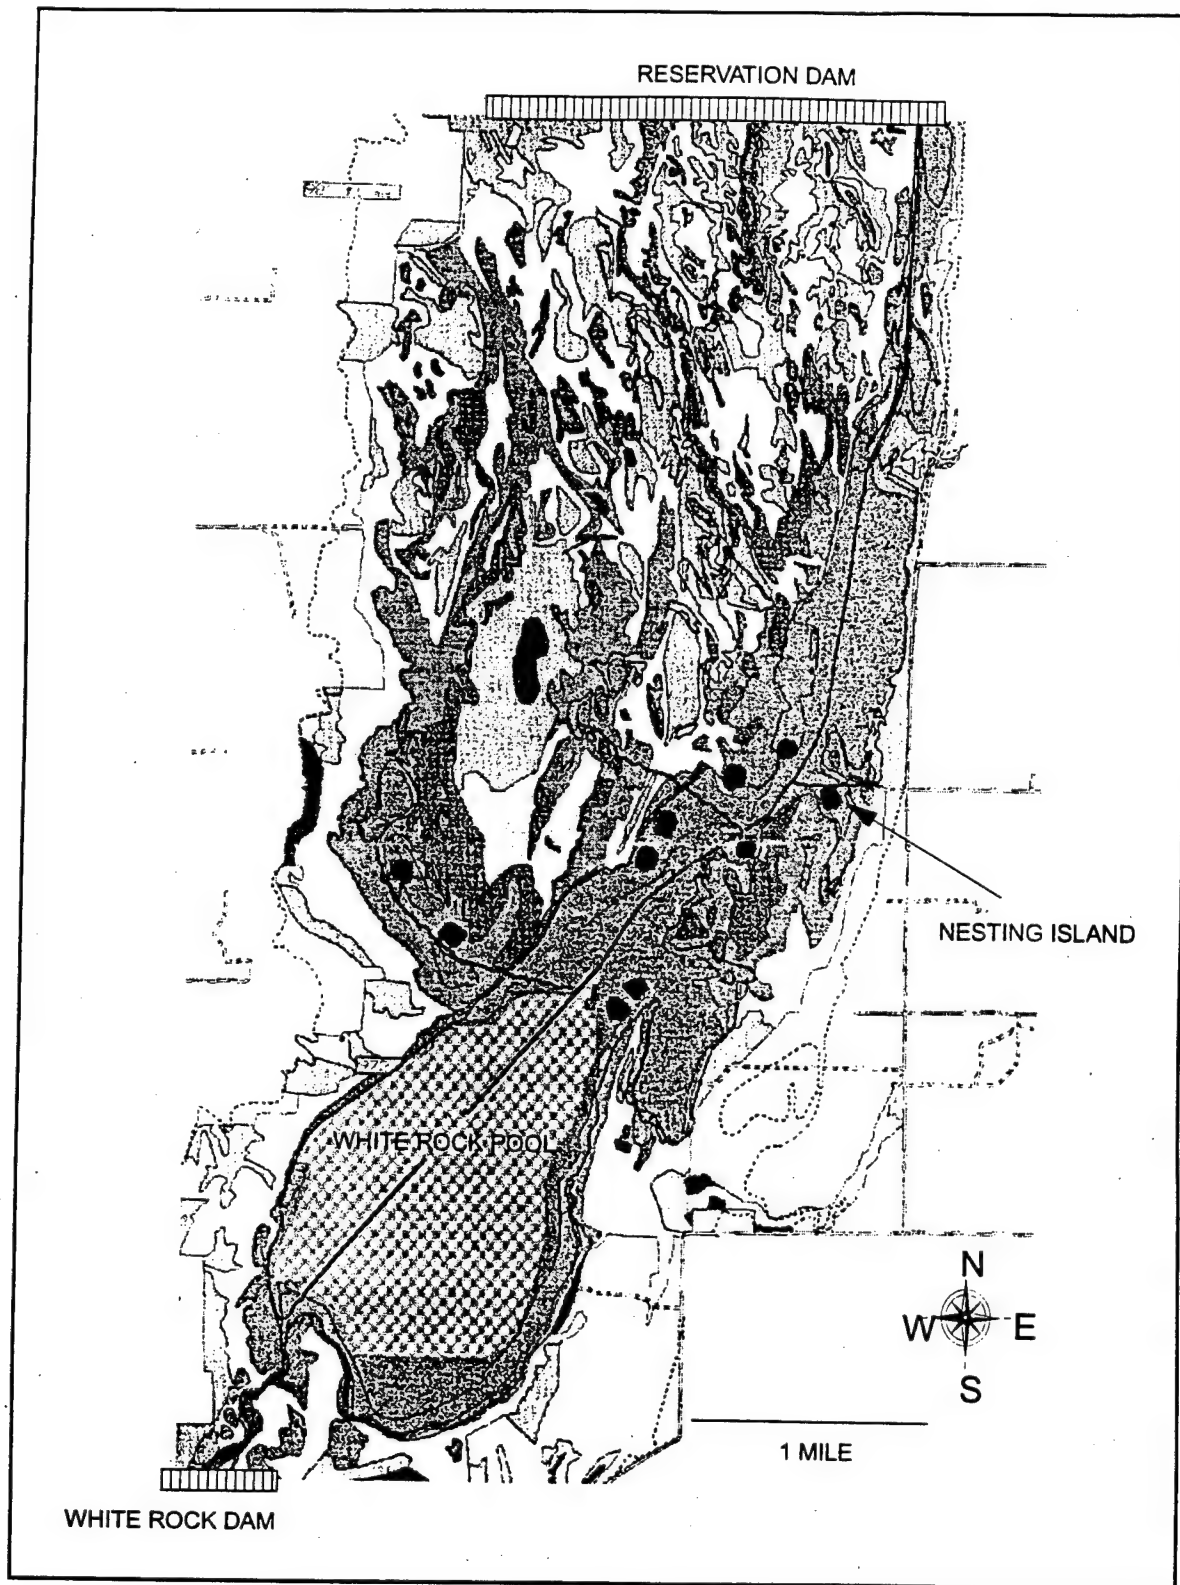 RESERVATION DAM
NESTING ISLAND
WHITE ROCK POOL
N
W E
S
1 MILE
WHITE ROCK DAM